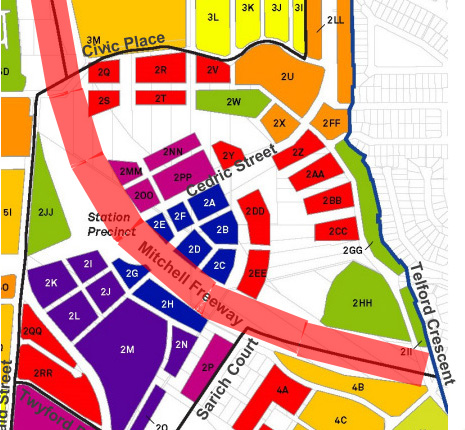 3L
3K
3J
3I
2LL
3M
Civic Place
2Q
2R
2V
2U
2S
2T
2W
2X
2FF
2NN
2Y
2Z
2MM
2PP
Cedric Street
2AA
2OO
2A
2BB
2JJ
5I
Station
Precinct
2E
2F
2B
2DD
2CC
2D
2GG
2C
2EE
2I
2G
Mitchell Freeway
2K
2J
2H
2HH
Telford Crescent
2L
2QQ
2M
2N
2II
2P
2RR
Sarich Court
4A
4B
4C
Twyford
2O